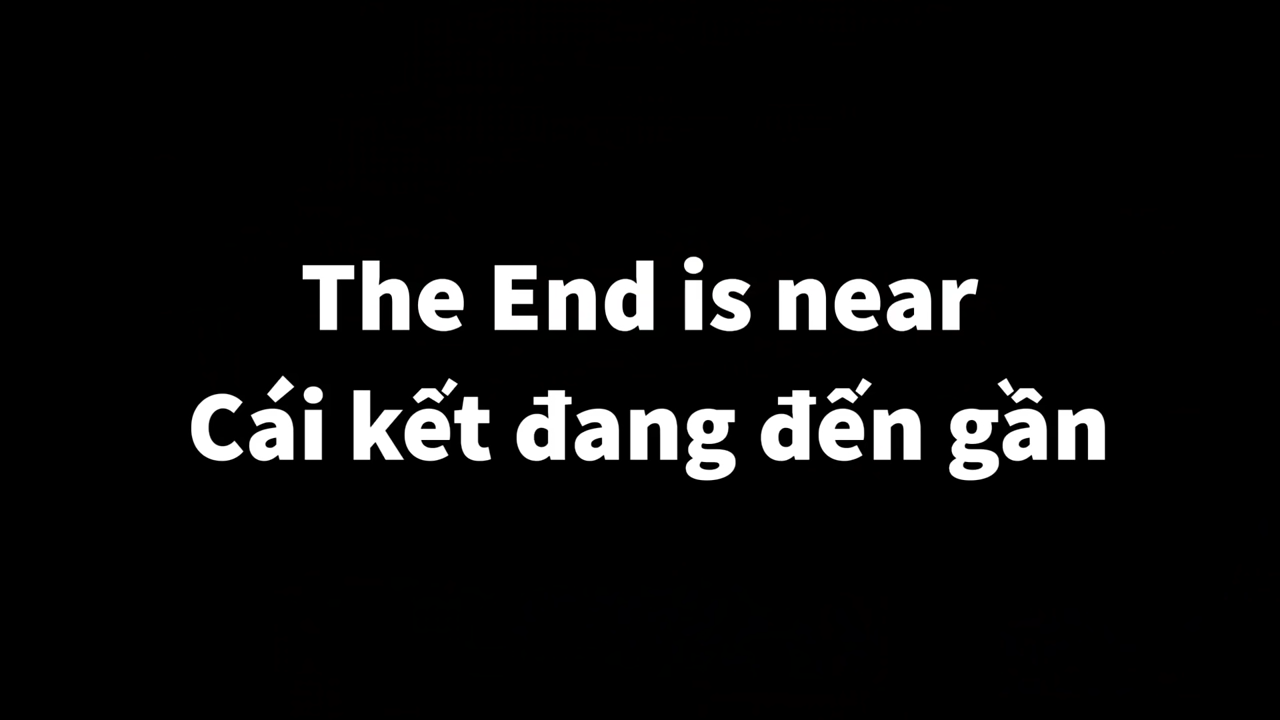 The End is near
Cái kết đang đến gần